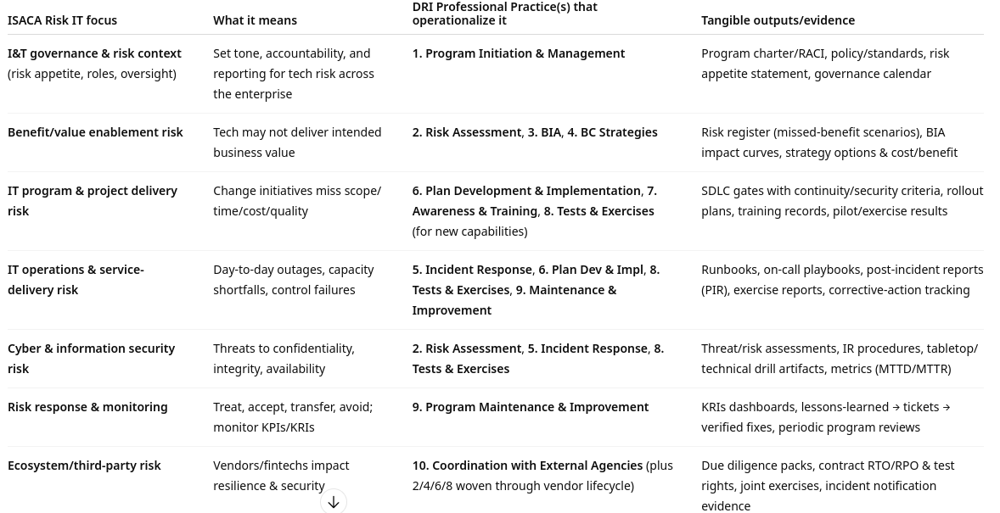 ISACA Risk IT focus
What it means
DRI Professional Practice(s) that
operationalize it
Tangible outputs/evidence
I&T governance & risk context
(risk appetite, roles, oversight)
Set tone, accountability, and
reporting for tech risk across
the enterprise
1. Program Initiation & Management
Program charter/RACI, policy/standards, risk
appetite statement, governance calendar
Benefit/value enablement risk
Tech may not deliver intended
business value
2. Risk Assessment, 3. BIA, 4. BC Strategies
Risk register (missed-benefit scenarios), BIA
impact curves, strategy options & cost/benefit
IT program & project delivery
risk
Change initiatives miss scope/
time/cost/quality
6. Plan Development & Implementation, 7.
Awareness & Training, 8. Tests & Exercises
(for new capabilities)
SDLC gates with continuity/security criteria, rollout
plans, training records, pilot/exercise results
IT operations & service-
delivery risk
Day-to-day outages, capacity
shortfalls, control failures
5. Incident Response, 6. Plan Dev & Impl, 8.
Tests & Exercises, 9. Maintenance &
Improvement
Runbooks, on-call playbooks, post-incident reports
(PIR), exercise reports, corrective-action tracking
Cyber & information security
risk
Threats to confidentiality,
integrity, availability
2. Risk Assessment, 5. Incident Response, 8.
Tests & Exercises
Threat/risk assessments, IR procedures, tabletop/
technical drill artifacts, metrics (MTTD/MTTR)
Risk response & monitoring
Treat, accept, transfer, avoid;
monitor KPIs/KRIs
9. Program Maintenance & Improvement
KRIs dashboards, lessons-learned → tickets →
verified fixes, periodic program reviews
Ecosystem/third-party risk
Vendors/fintechs impact
resilience & security
10. Coordination with External Agencies (plus
2/4/6/8 woven through vendor lifecycle)
Due diligence packs, contract RTO/RPO & test
rights, joint exercises, incident notification
evidence